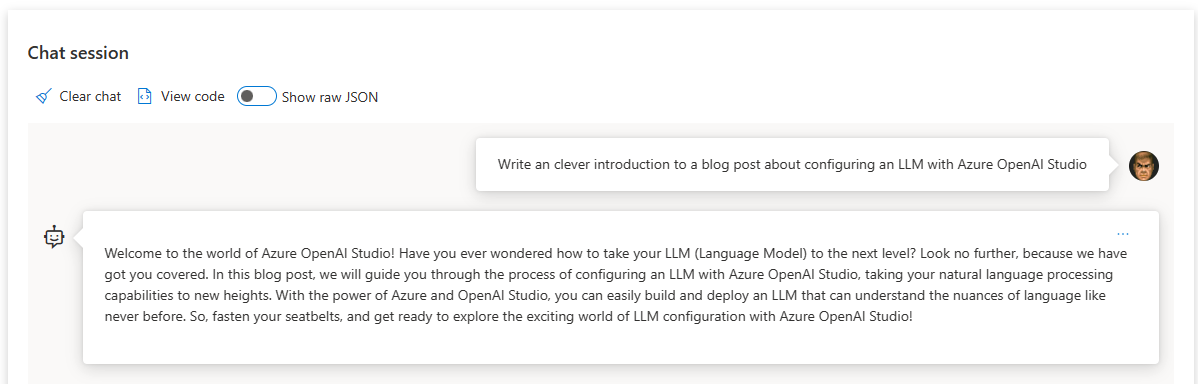 Chat session
Clear chat View code Show raw JSON
Write an clever introduction to a blog post about configuring an LLM with Azure OpenAI Studio
...
Welcome to the world of Azure OpenAI Studio! Have you ever wondered how to take your LLM (Language Model) to the next level? Look no further, because we have
got you covered. In this blog post, we will guide you through the process of configuring an LLM with Azure OpenAI Studio, taking your natural language processing
capabilities to new heights. With the power of Azure and OpenAI Studio, you can easily build and deploy an LLM that can understand the nuances of language like
never before. So, fasten your seatbelts, and get ready to explore the exciting world of LLM configuration with Azure OpenAI Studio!